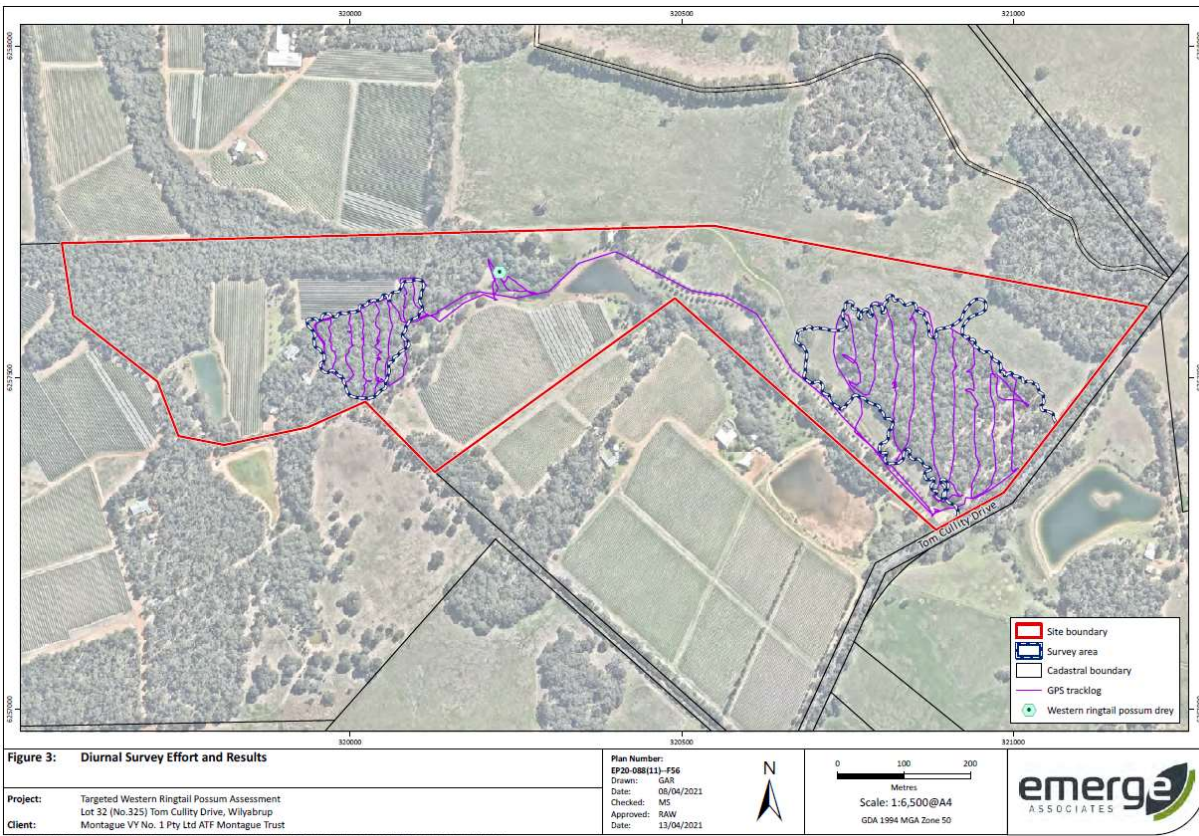 320000
320500
321000
6258000
6257500
6257000
Tom Cullity Drive
Site boundary
Survey area
Cadastral boundary
GPS tracklog
Western ringtail possum drey
320000
320500
321000
Figure 3: Diurnal Survey Effort and Results
Project: Targeted Western Ringtail Possum Assessment
Lot 32 (No.325) Tom Cullity Drive, Wilyabrup
Client: Montague VY No. 1 Pty Ltd ATF Montague Trust
Plan Number:
EP20-088(11)--F56
Drawn: GAR
Date: 08/04/2021
Checked: MS
Approved: RAW
Date: 13/04/2021
N
0 100 200
Metres
Scale: 1:6,500@A4
GDA 1994 MGA Zone 50
emerge
ASSOCIATES